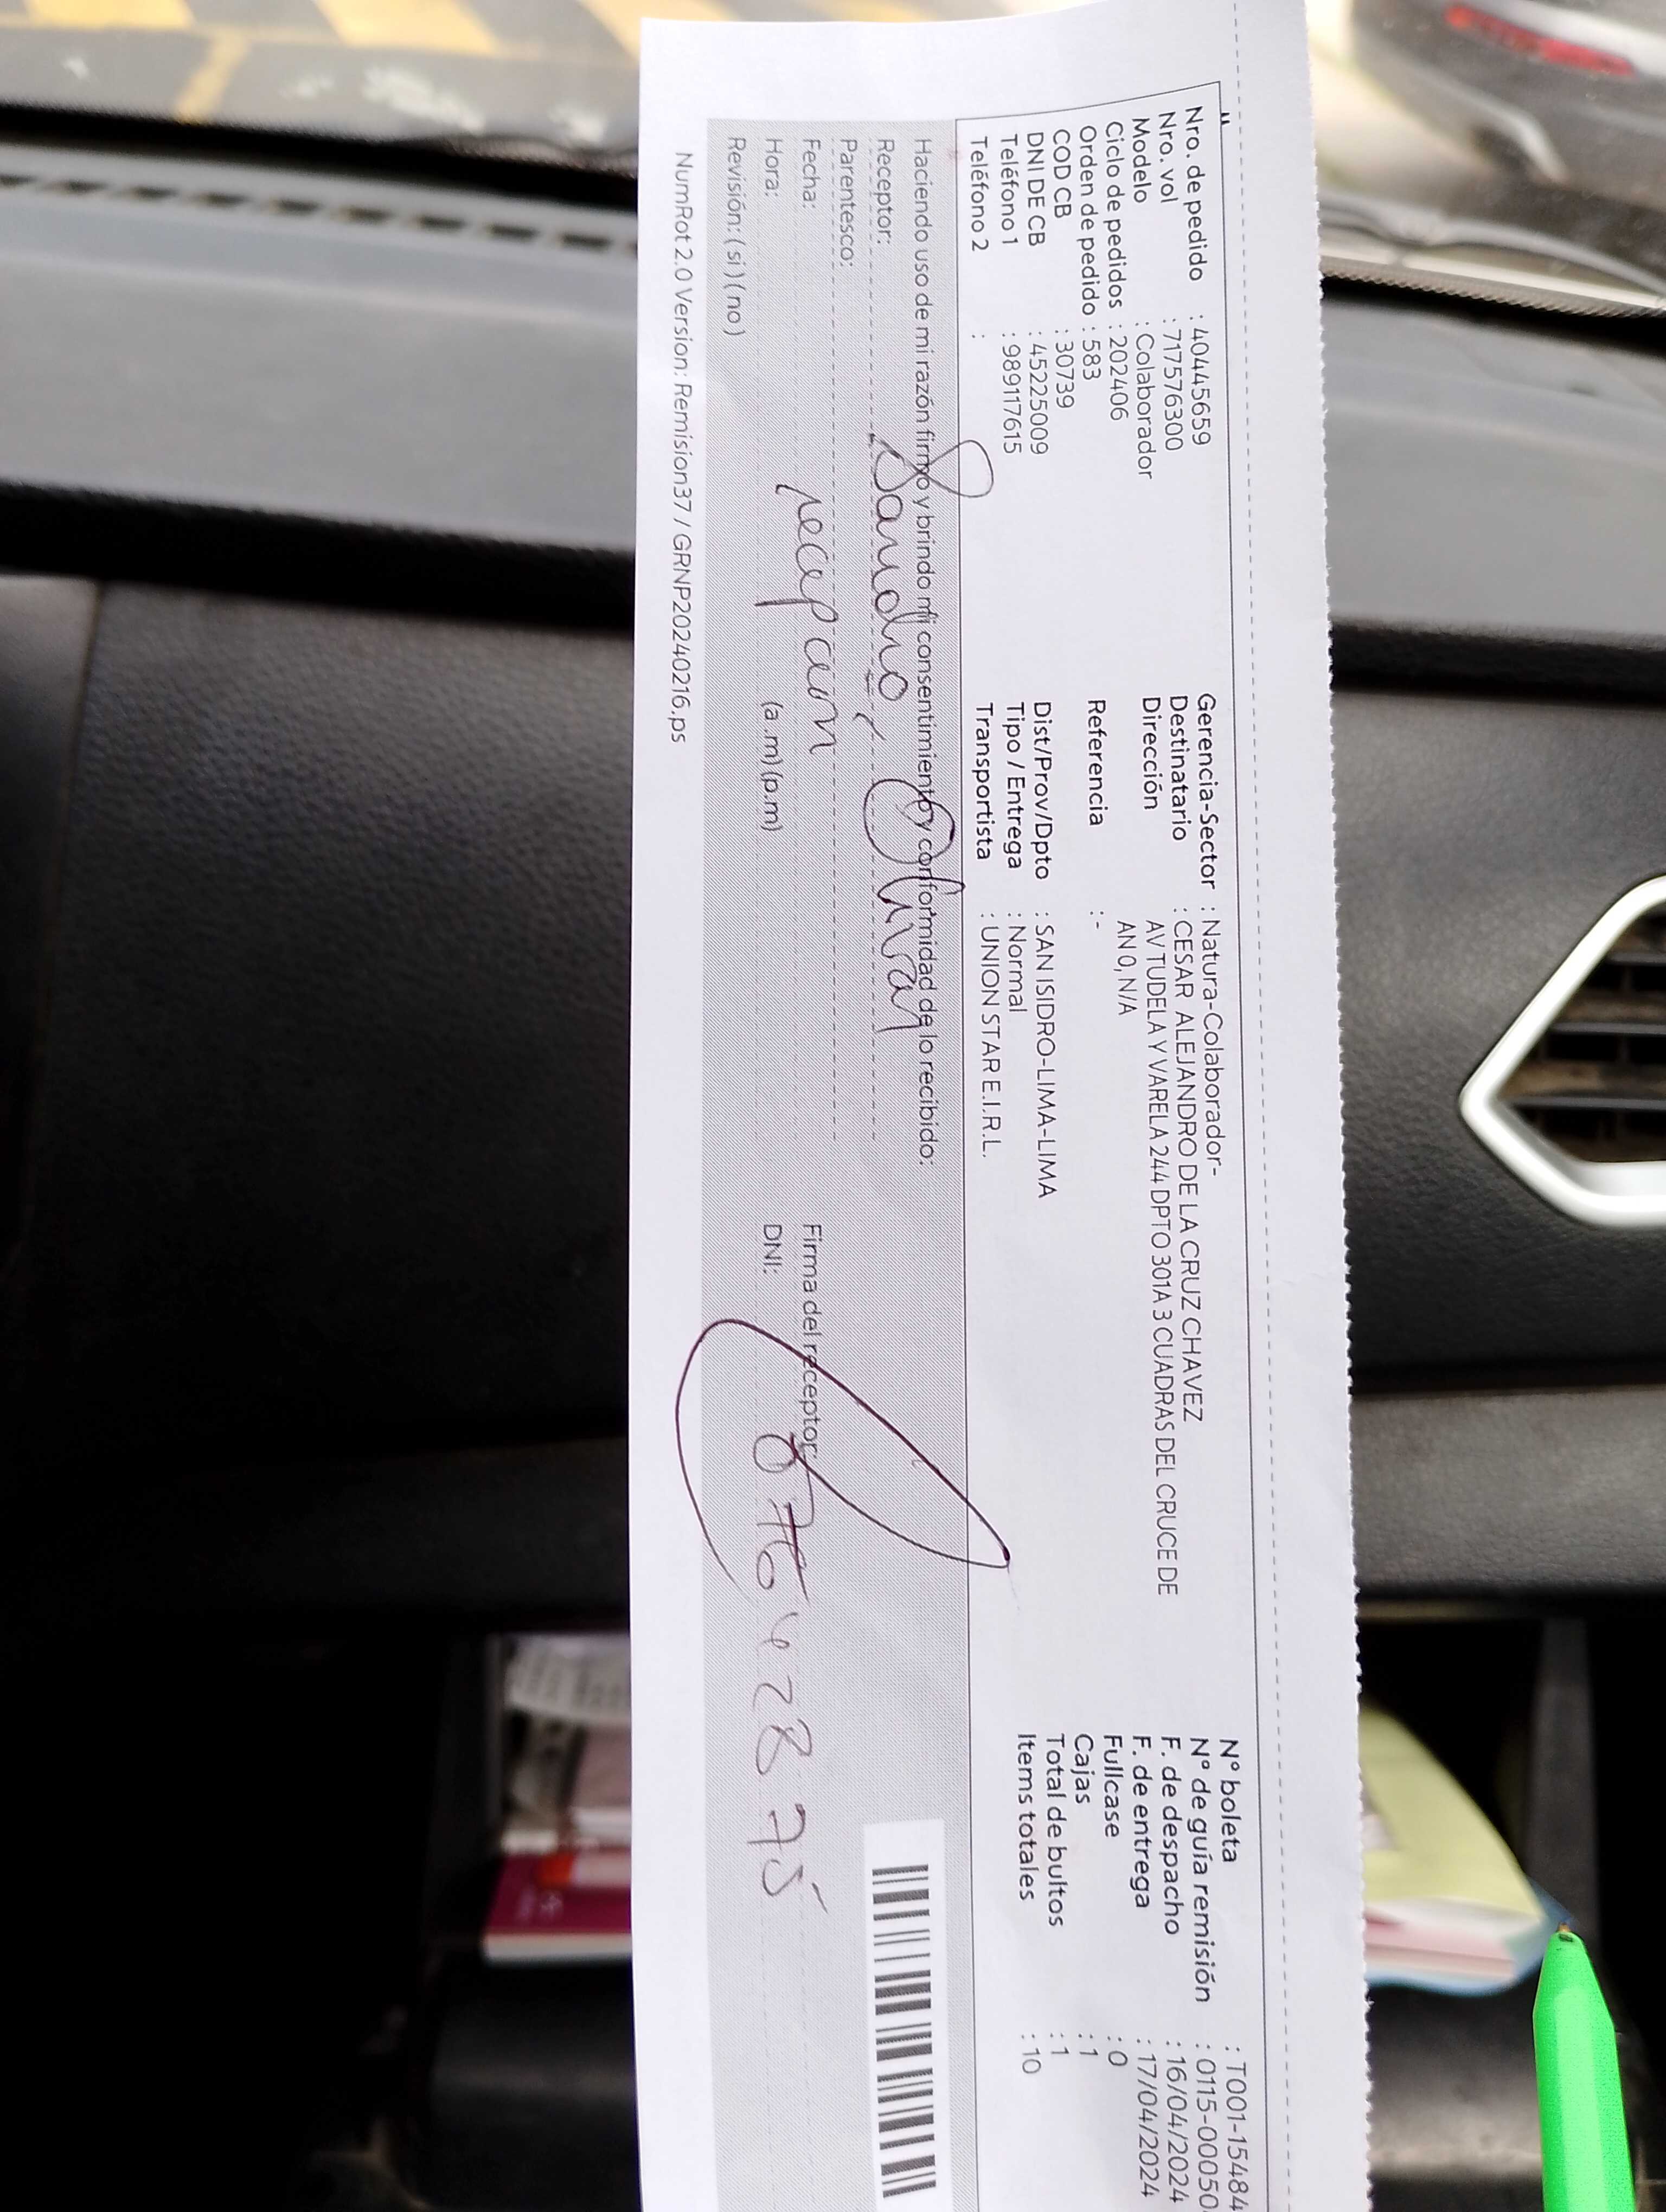 Nro. de pedido : 40445659
Nro. vol : 717576300
Modelo : Colaborador
Ciclo de pedidos : 202406
Orden de pedido : 583
COD CB : 30739
DNI DE CB : 45225009
Teléfono 1 : 989117615
Teléfono 2 :
Gerencia-Sector : Natura-Colaborador-
Destinatario : CESAR ALEJANDRO DE LA CRUZ CHAVEZ
Dirección : AV TUDELA Y VARELA 244 DPTO 301A 3 CUADRAS DEL CRUCE DE
AN 0, N/A
Referencia : -
Dist/Prov/Dpto : SAN ISIDRO-LIMA-LIMA
Tipo / Entrega : Normal
Transportista : UNION STAR E.I.R.L.
Nº boleta : T001-15484
Nº de guía remisión : 0115-00050
F. de despacho : 16/04/2024
F. de entrega : 17/04/2024
Fullcase : 0
Cajas : 1
Total de bultos : 1
Items totales : 10
Haciendo uso de mi razón firmo y brindo mi consentimiento y conformidad de lo recibido:
Receptor:
Parentesco:
Fecha:
Hora: (a.m) (p.m)
Revisión: ( si ) ( no )
Firma del receptor:
DNI: 07642875
NumRot 2.0 Version: Remision37 / GRNP20240216.ps